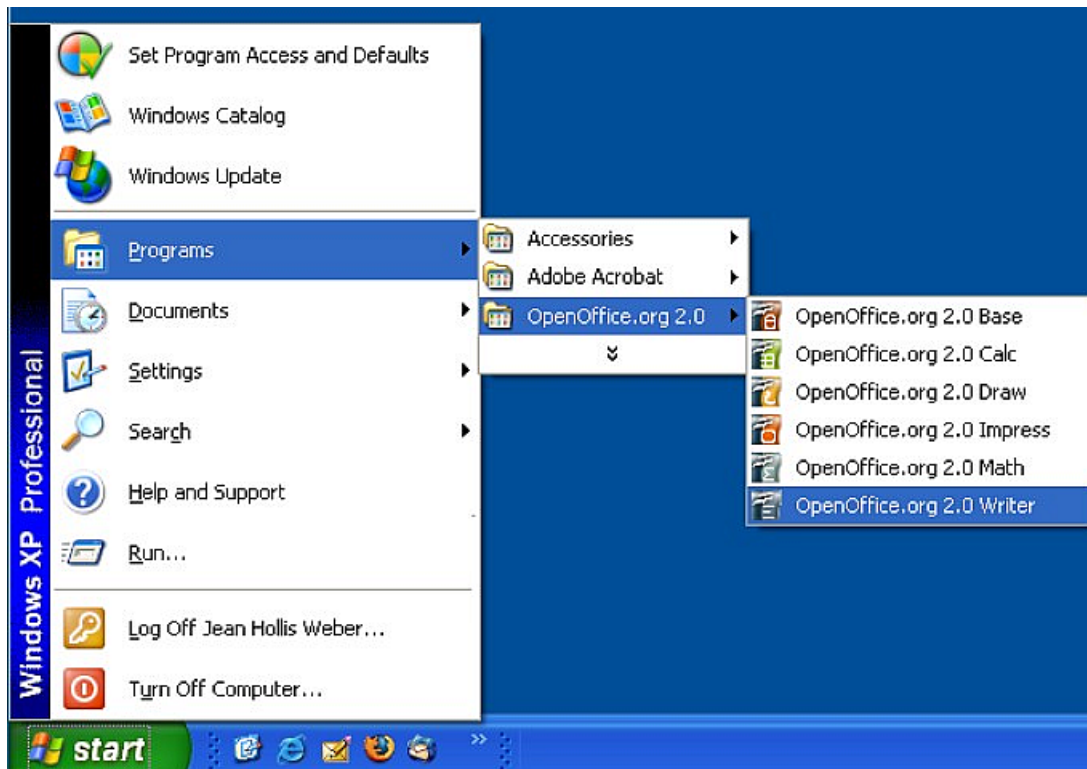 Set Program Access and Defaults
Windows Catalog
Windows Update
Programs
Documents
Settings
Search
Help and Support
Run...
Log Off Jean Hollis Weber...
Turn Off Computer...
Windows XP Professional
Accessories
Adobe Acrobat
OpenOffice.org 2.0
OpenOffice.org 2.0 Base
OpenOffice.org 2.0 Calc
OpenOffice.org 2.0 Draw
OpenOffice.org 2.0 Impress
OpenOffice.org 2.0 Math
OpenOffice.org 2.0 Writer
start